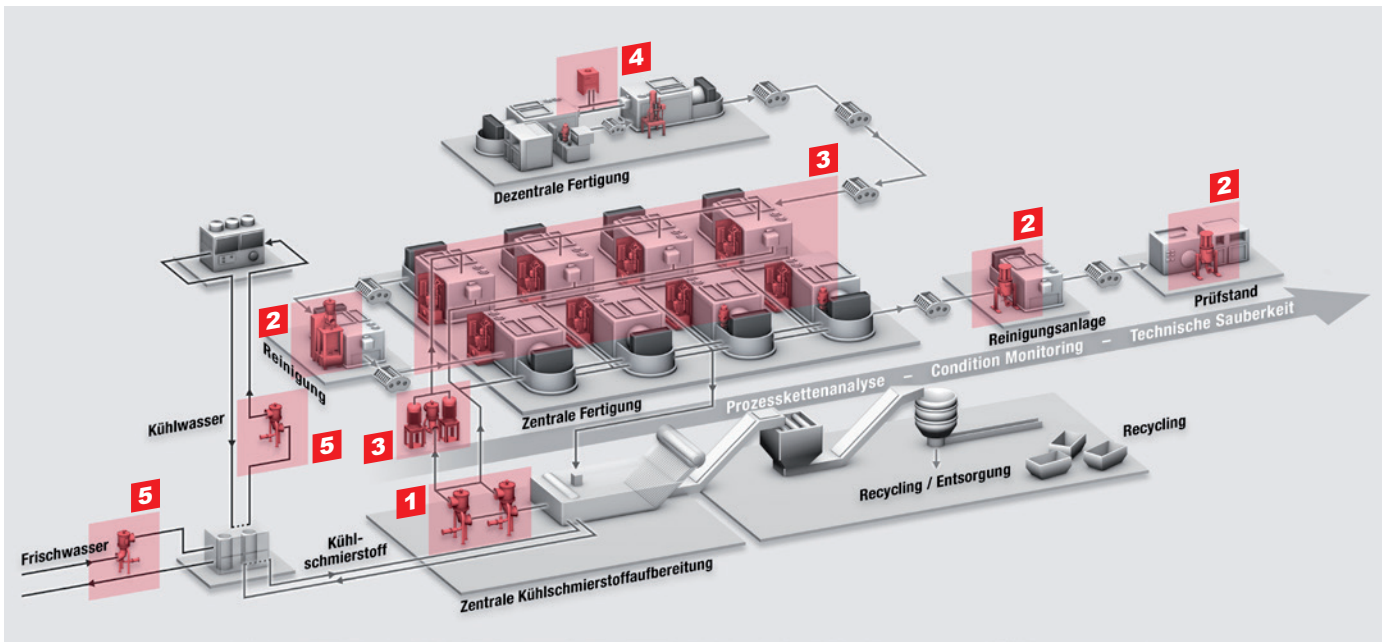 4
Dezentrale Fertigung
3
2
2
Prüfstand
2
Reinigungsanlage
Reinigung
Prozesskettenanalyse – Condition Monitoring – Technische Sauberkeit
Zentrale Fertigung
Kühlwasser
5
3
Recycling
Recycling / Entsorgung
1
5
Frischwasser
Kühl-
schmierstoff
Zentrale Kühlschmierstoffaufbereitung